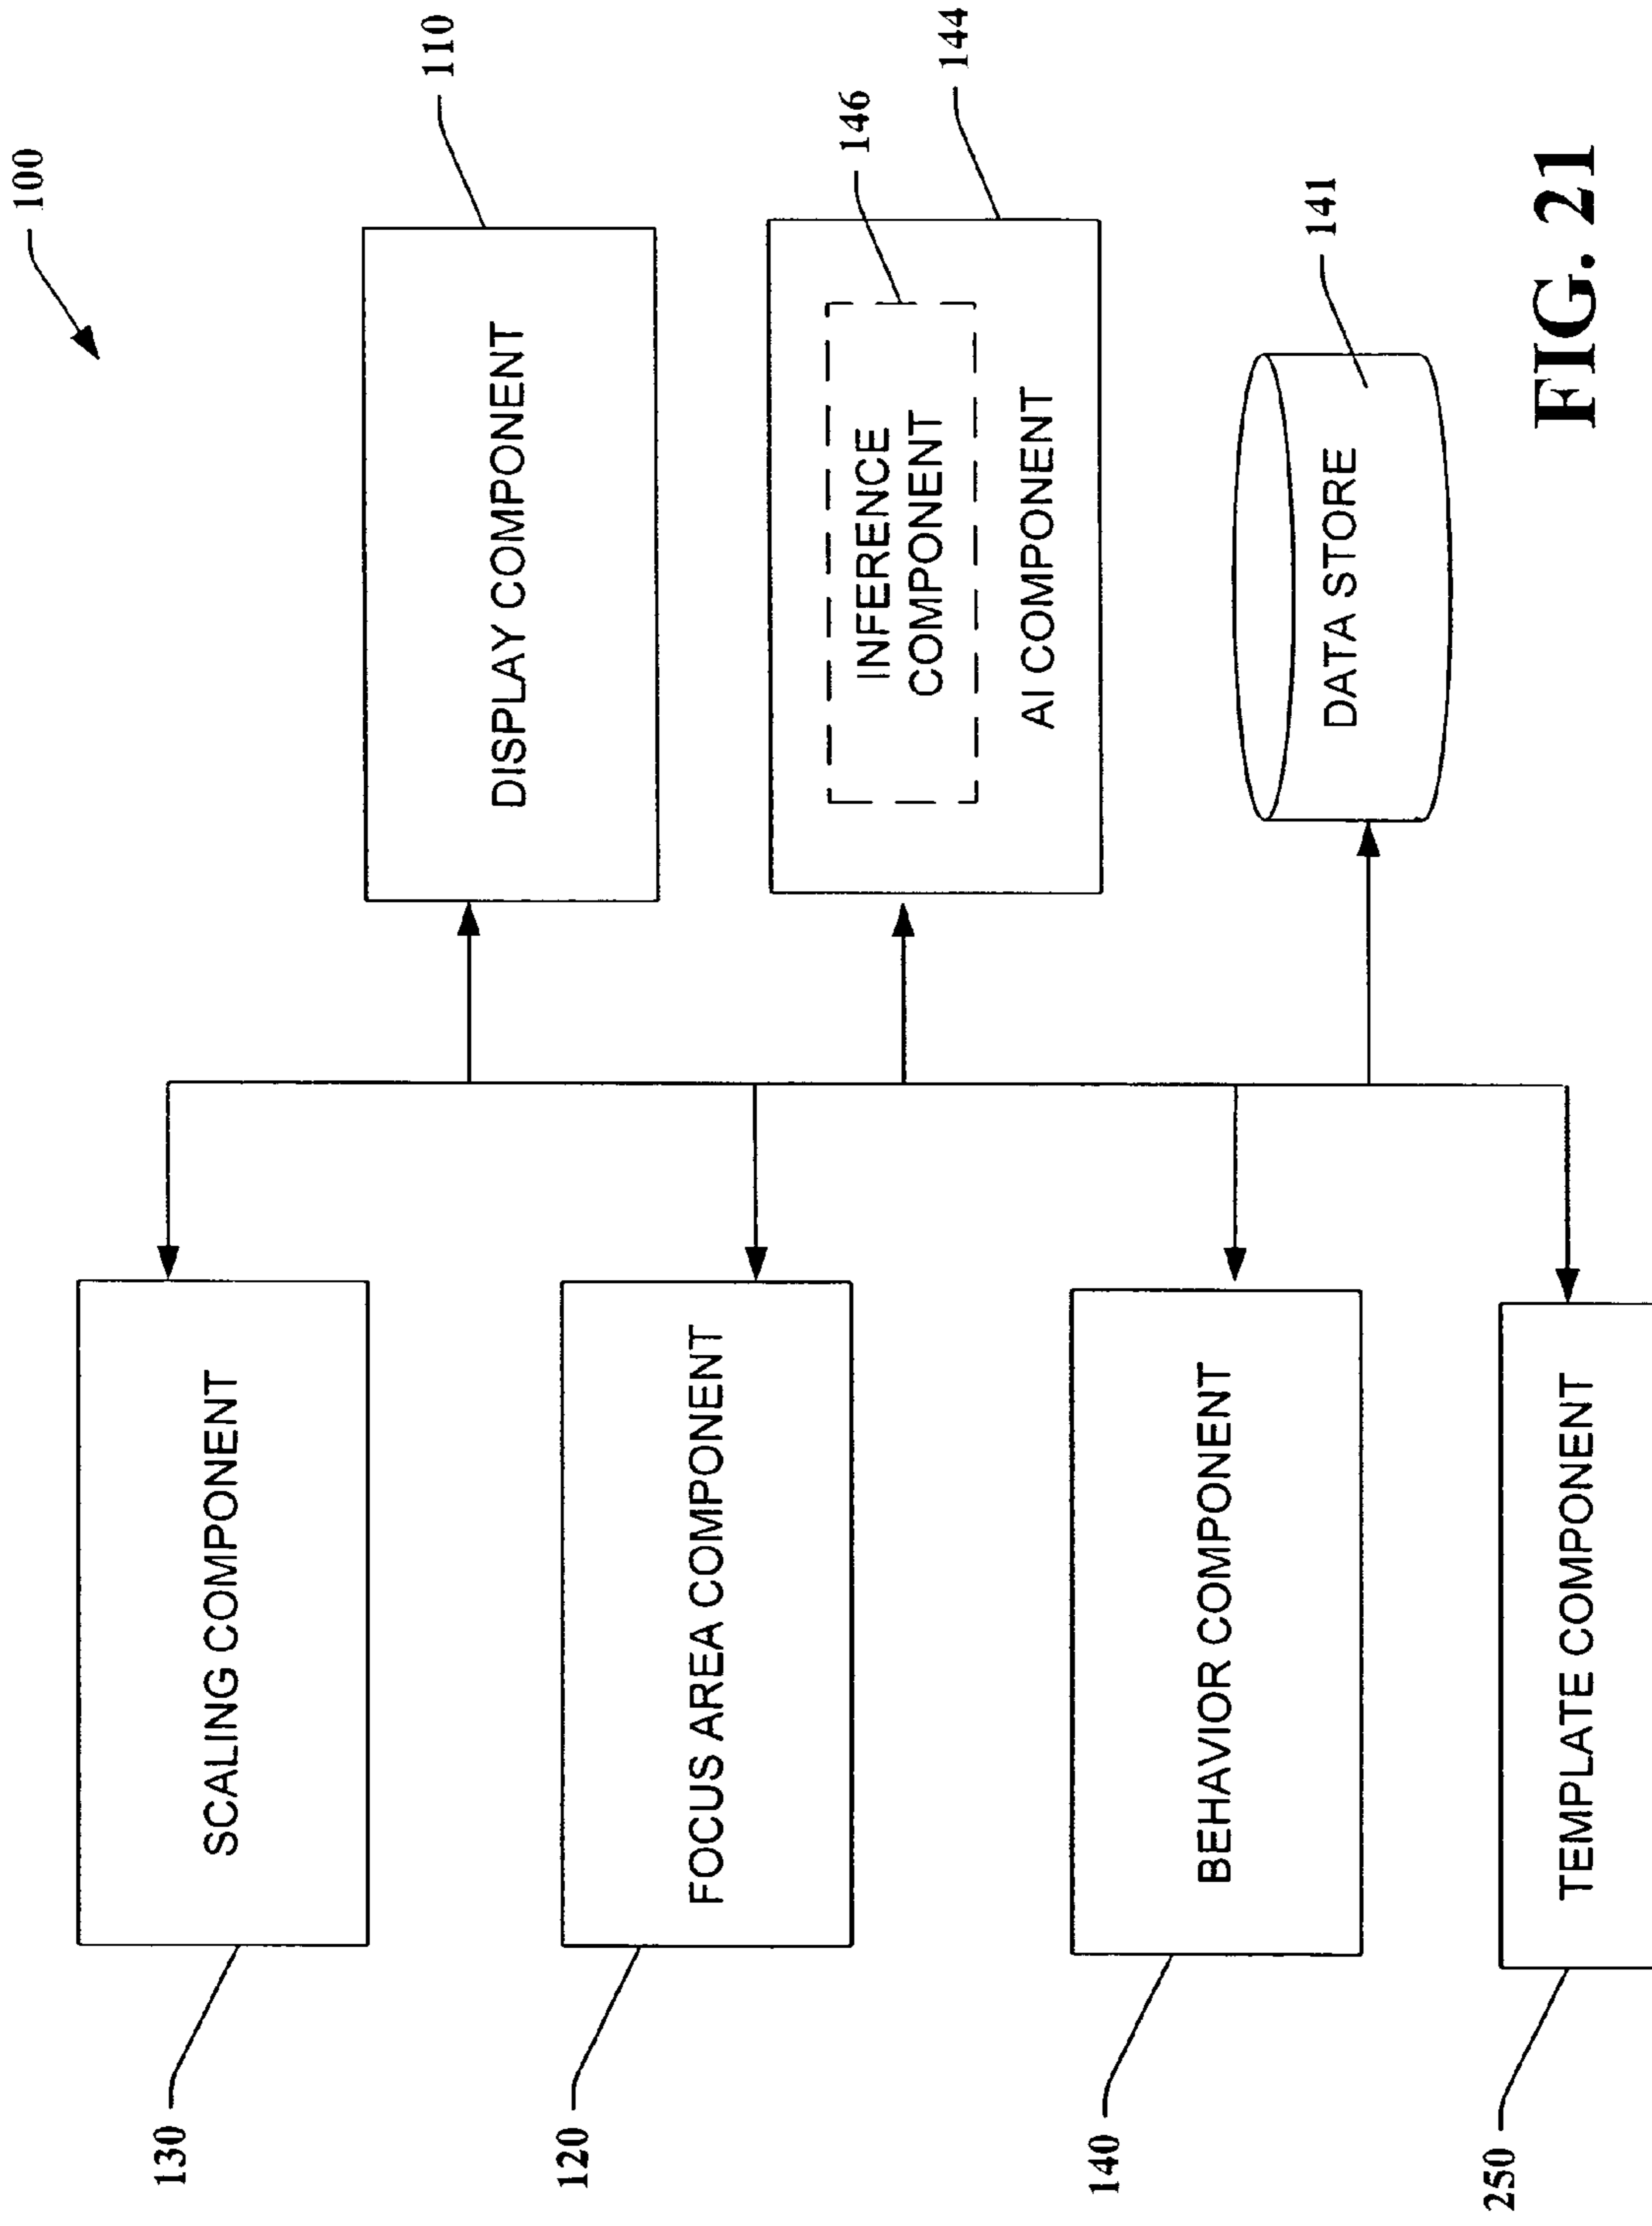 100
130
SCALING COMPONENT
DISPLAY COMPONENT
110
120
FOCUS AREA COMPONENT
INFERENCE
COMPONENT
146
AI COMPONENT
144
140
BEHAVIOR COMPONENT
DATA STORE
141
250
TEMPLATE COMPONENT
FIG. 21